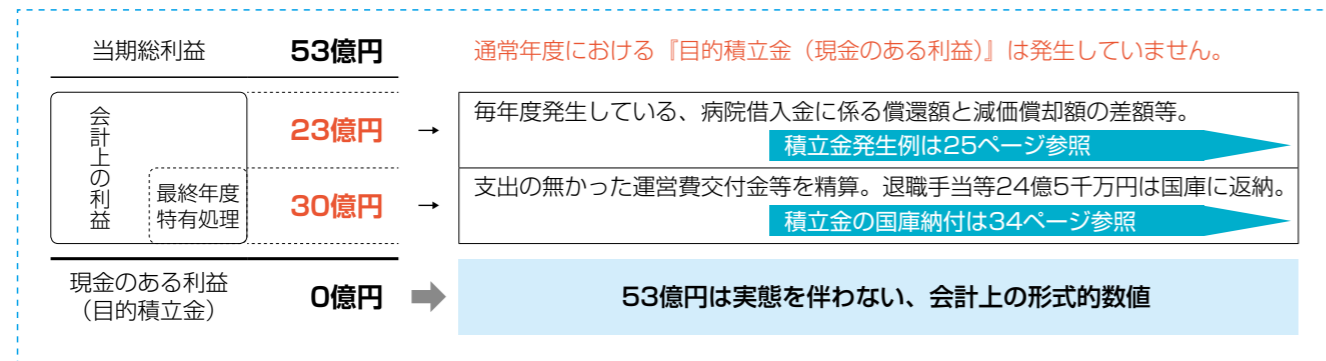 当期総利益 53億円 通常年度における『目的積立金（現金のある利益）』は発生していません。
会計上の利益
23億円 → 毎年度発生している、病院借入金に係る償還額と減価償却額の差額等。
積立金発生例は25ページ参照
最終年度
特有処理
30億円 → 支出の無かった運営費交付金等を精算。退職手当等24億5千万円は国庫に返納。
積立金の国庫納付は34ページ参照
現金のある利益
（目的積立金）
0億円 53億円は実態を伴わない、会計上の形式的数値